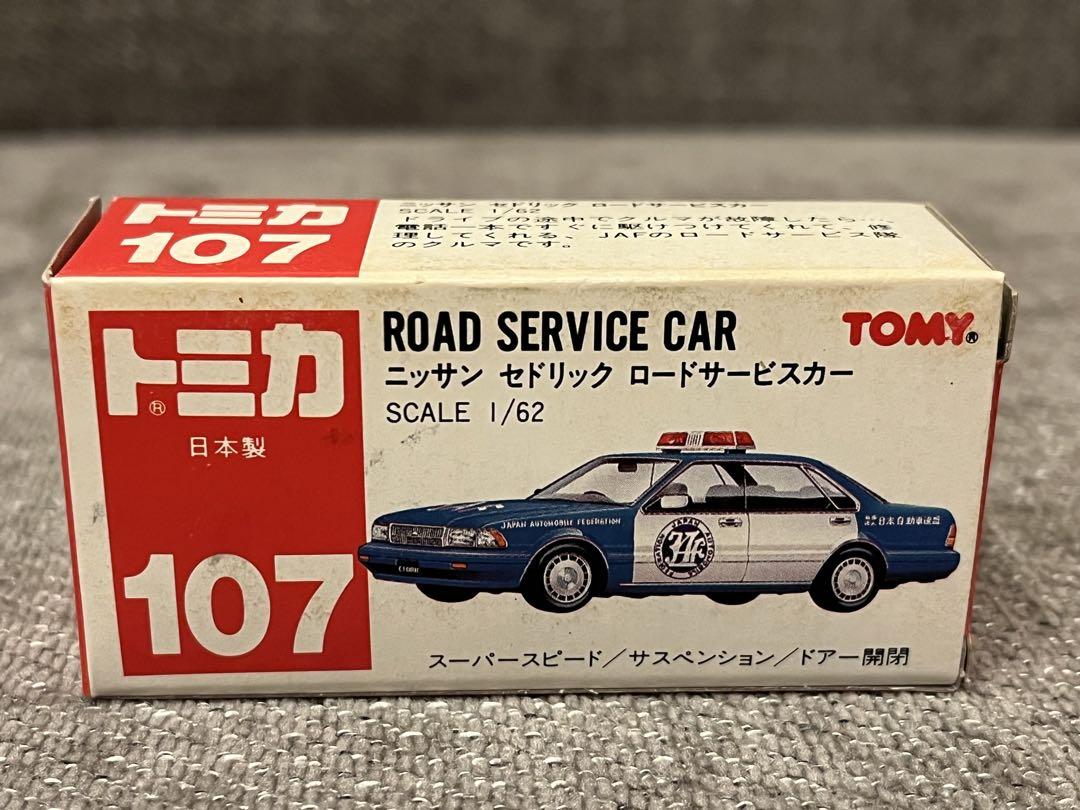 トミカ
107
ニッサン セドリック ロードサービスカー
SCALE 1/62
ドライブの途中でクルマが故障したら…、
電話一本ですぐに駆けつけてくれて、修
理してくれる、JAFのロードサービス隊
のクルマです。
トミカ®
日本製
107
ROAD SERVICE CAR
TOMY®
ニッサン セドリック ロードサービスカー
SCALE 1/62
JAPAN AUTOMOBILE FEDERATION
JAF
日本自動車連盟
スーパースピード/サスペンション/ドアー開閉